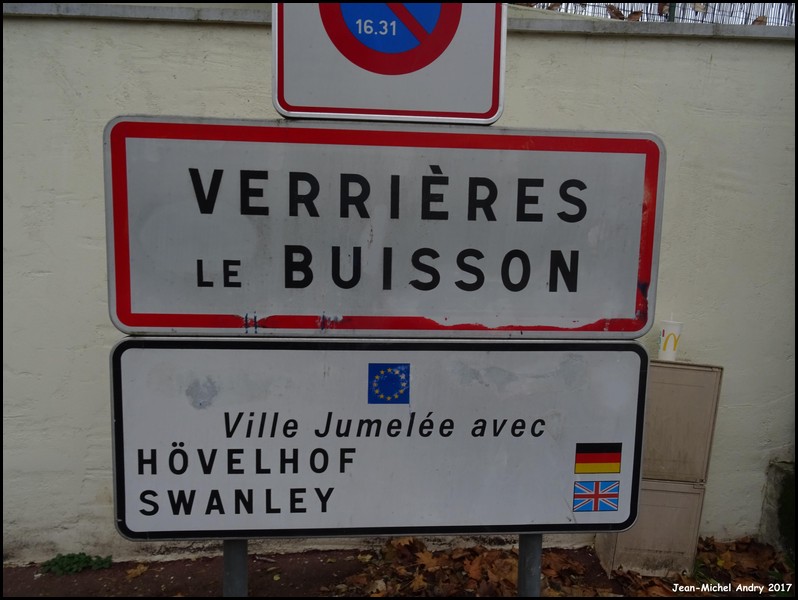 16.31
VERRIÈRES
LE BUISSON
Ville Jumelée avec
HÖVELHOF
SWANLEY
Jean-Michel Andry 2017